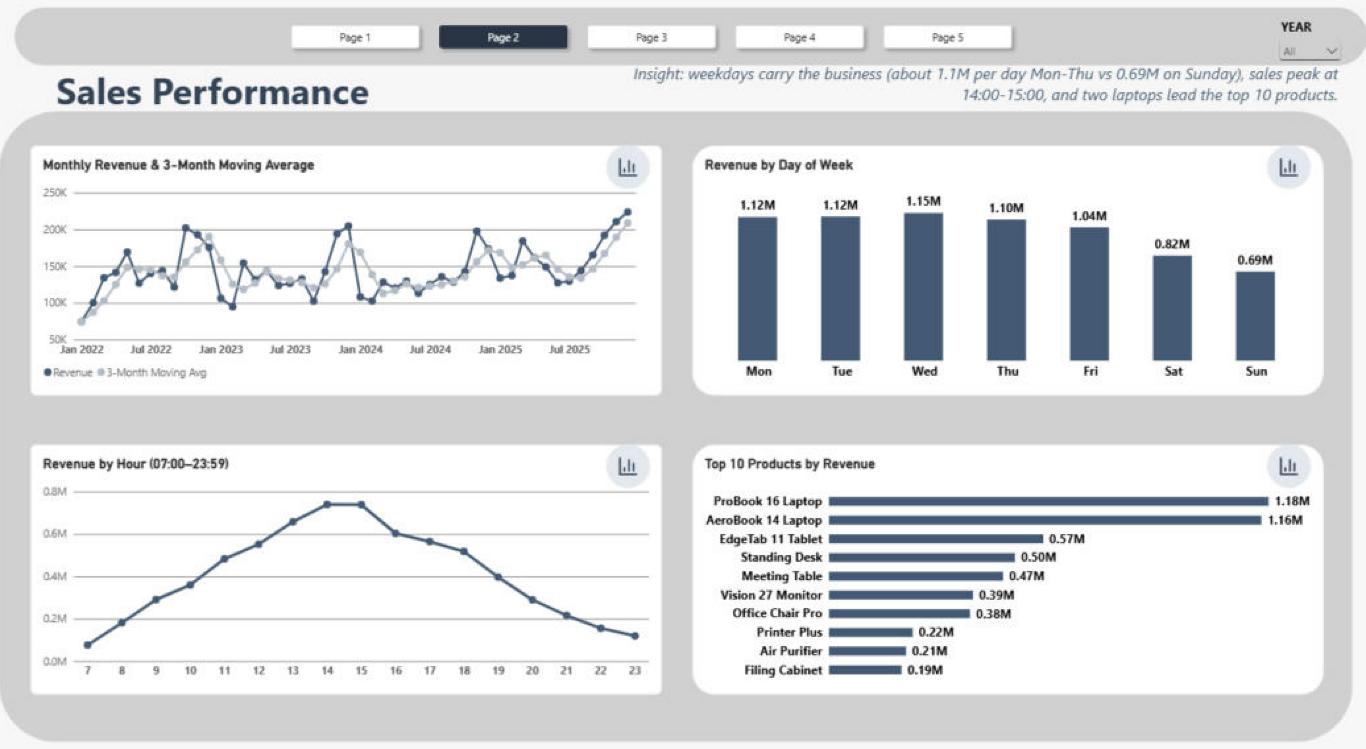 Page 1
Page 2
Page 3
Page 4
Page 5
YEAR
All
Sales Performance
Insight: weekdays carry the business (about 1.1M per day Mon-Thu vs 0.69M on Sunday), sales peak at
14:00-15:00, and two laptops lead the top 10 products.
Monthly Revenue & 3-Month Moving Average
250K
200K
150K
100K
50K
Jan 2022 Jul 2022 Jan 2023 Jul 2023 Jan 2024 Jul 2024 Jan 2025 Jul 2025
Revenue 3-Month Moving Avg
Revenue by Day of Week
1.12M 1.12M 1.15M 1.10M 1.04M 0.82M 0.69M
Mon Tue Wed Thu Fri Sat Sun
Revenue by Hour (07:00–23:59)
0.8M
0.6M
0.4M
0.2M
0.0M
7 8 9 10 11 12 13 14 15 16 17 18 19 20 21 22 23
Top 10 Products by Revenue
ProBook 16 Laptop 1.18M
AeroBook 14 Laptop 1.16M
EdgeTab 11 Tablet 0.57M
Standing Desk 0.50M
Meeting Table 0.47M
Vision 27 Monitor 0.39M
Office Chair Pro 0.38M
Printer Plus 0.22M
Air Purifier 0.21M
Filing Cabinet 0.19M